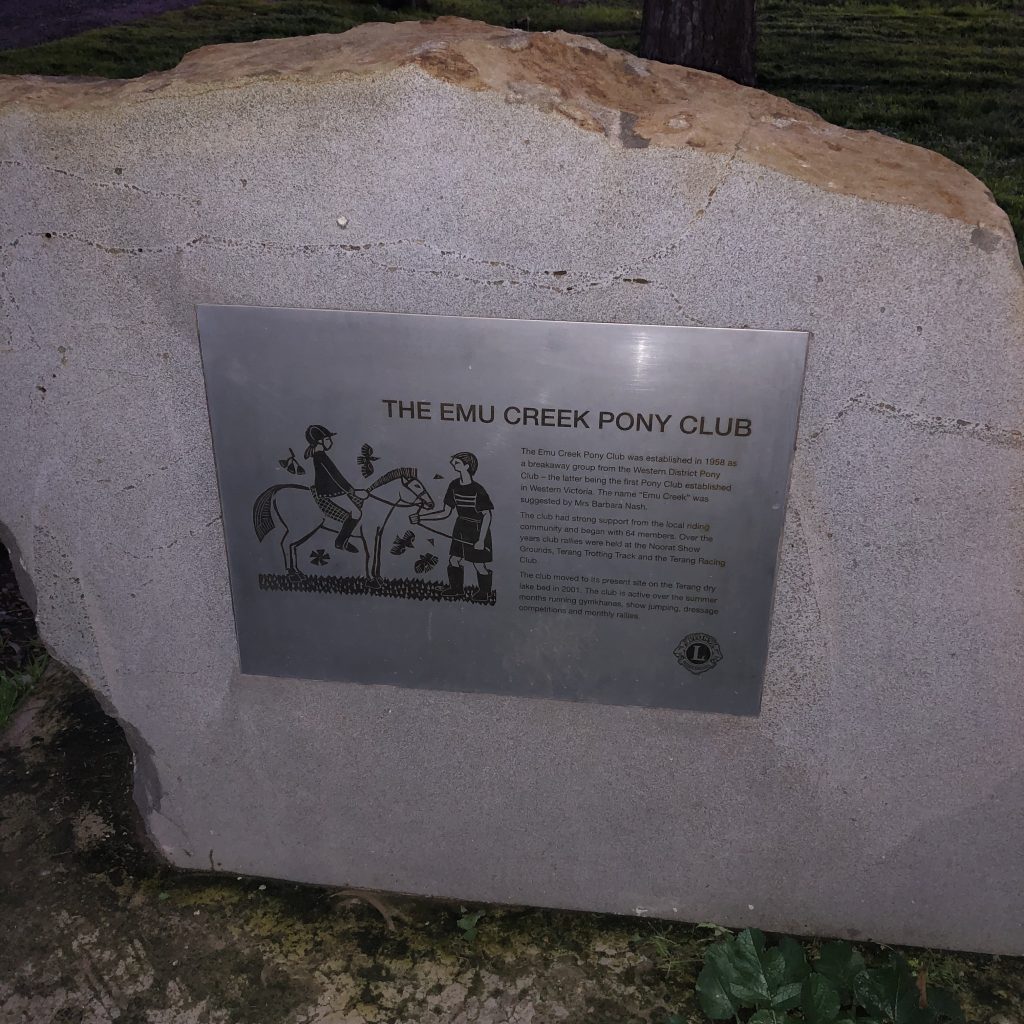 THE EMU CREEK PONY CLUB
The Emu Creek Pony Club was established in 1958 as
a breakaway group from the Western District Pony
Club – the latter being the first Pony Club established
in Western Victoria. The name "Emu Creek" was
suggested by Mrs Barbara Nash.
The club had strong support from the local riding
community and began with 64 members. Over the
years club rallies were held at the Noorat Show
Grounds, Terang Trotting Track and the Terang Racing
Club.
The club moved to its present site on the Terang dry
lake bed in 2001. The club is active over the summer
months running gymkhanas, show jumping, dressage
competitions and monthly rallies.
LIONS
L
INTERNATIONAL